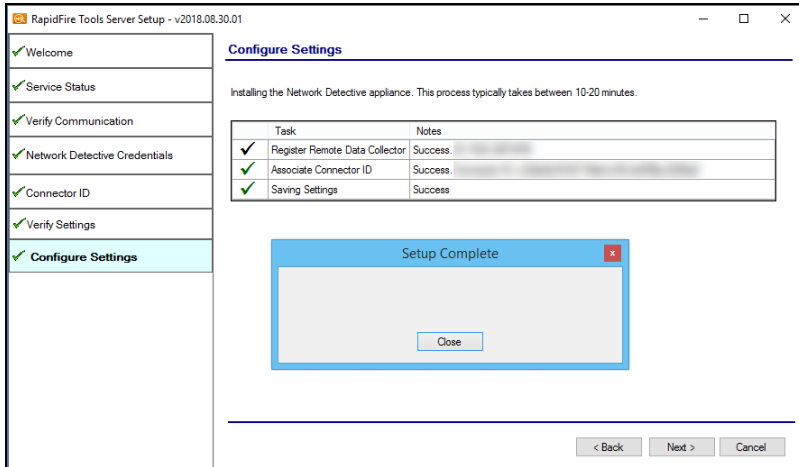 RapidFire Tools Server Setup - v2018.08.30.01
Welcome
Service Status
Verify Communication
Network Detective Credentials
Connector ID
Verify Settings
Configure Settings
Configure Settings
Installing the Network Detective appliance. This process typically takes between 10-20 minutes.
Task Notes
Register Remote Data Collector Success.
Associate Connector ID Success.
Saving Settings Success
Setup Complete
Close
< Back Next > Cancel